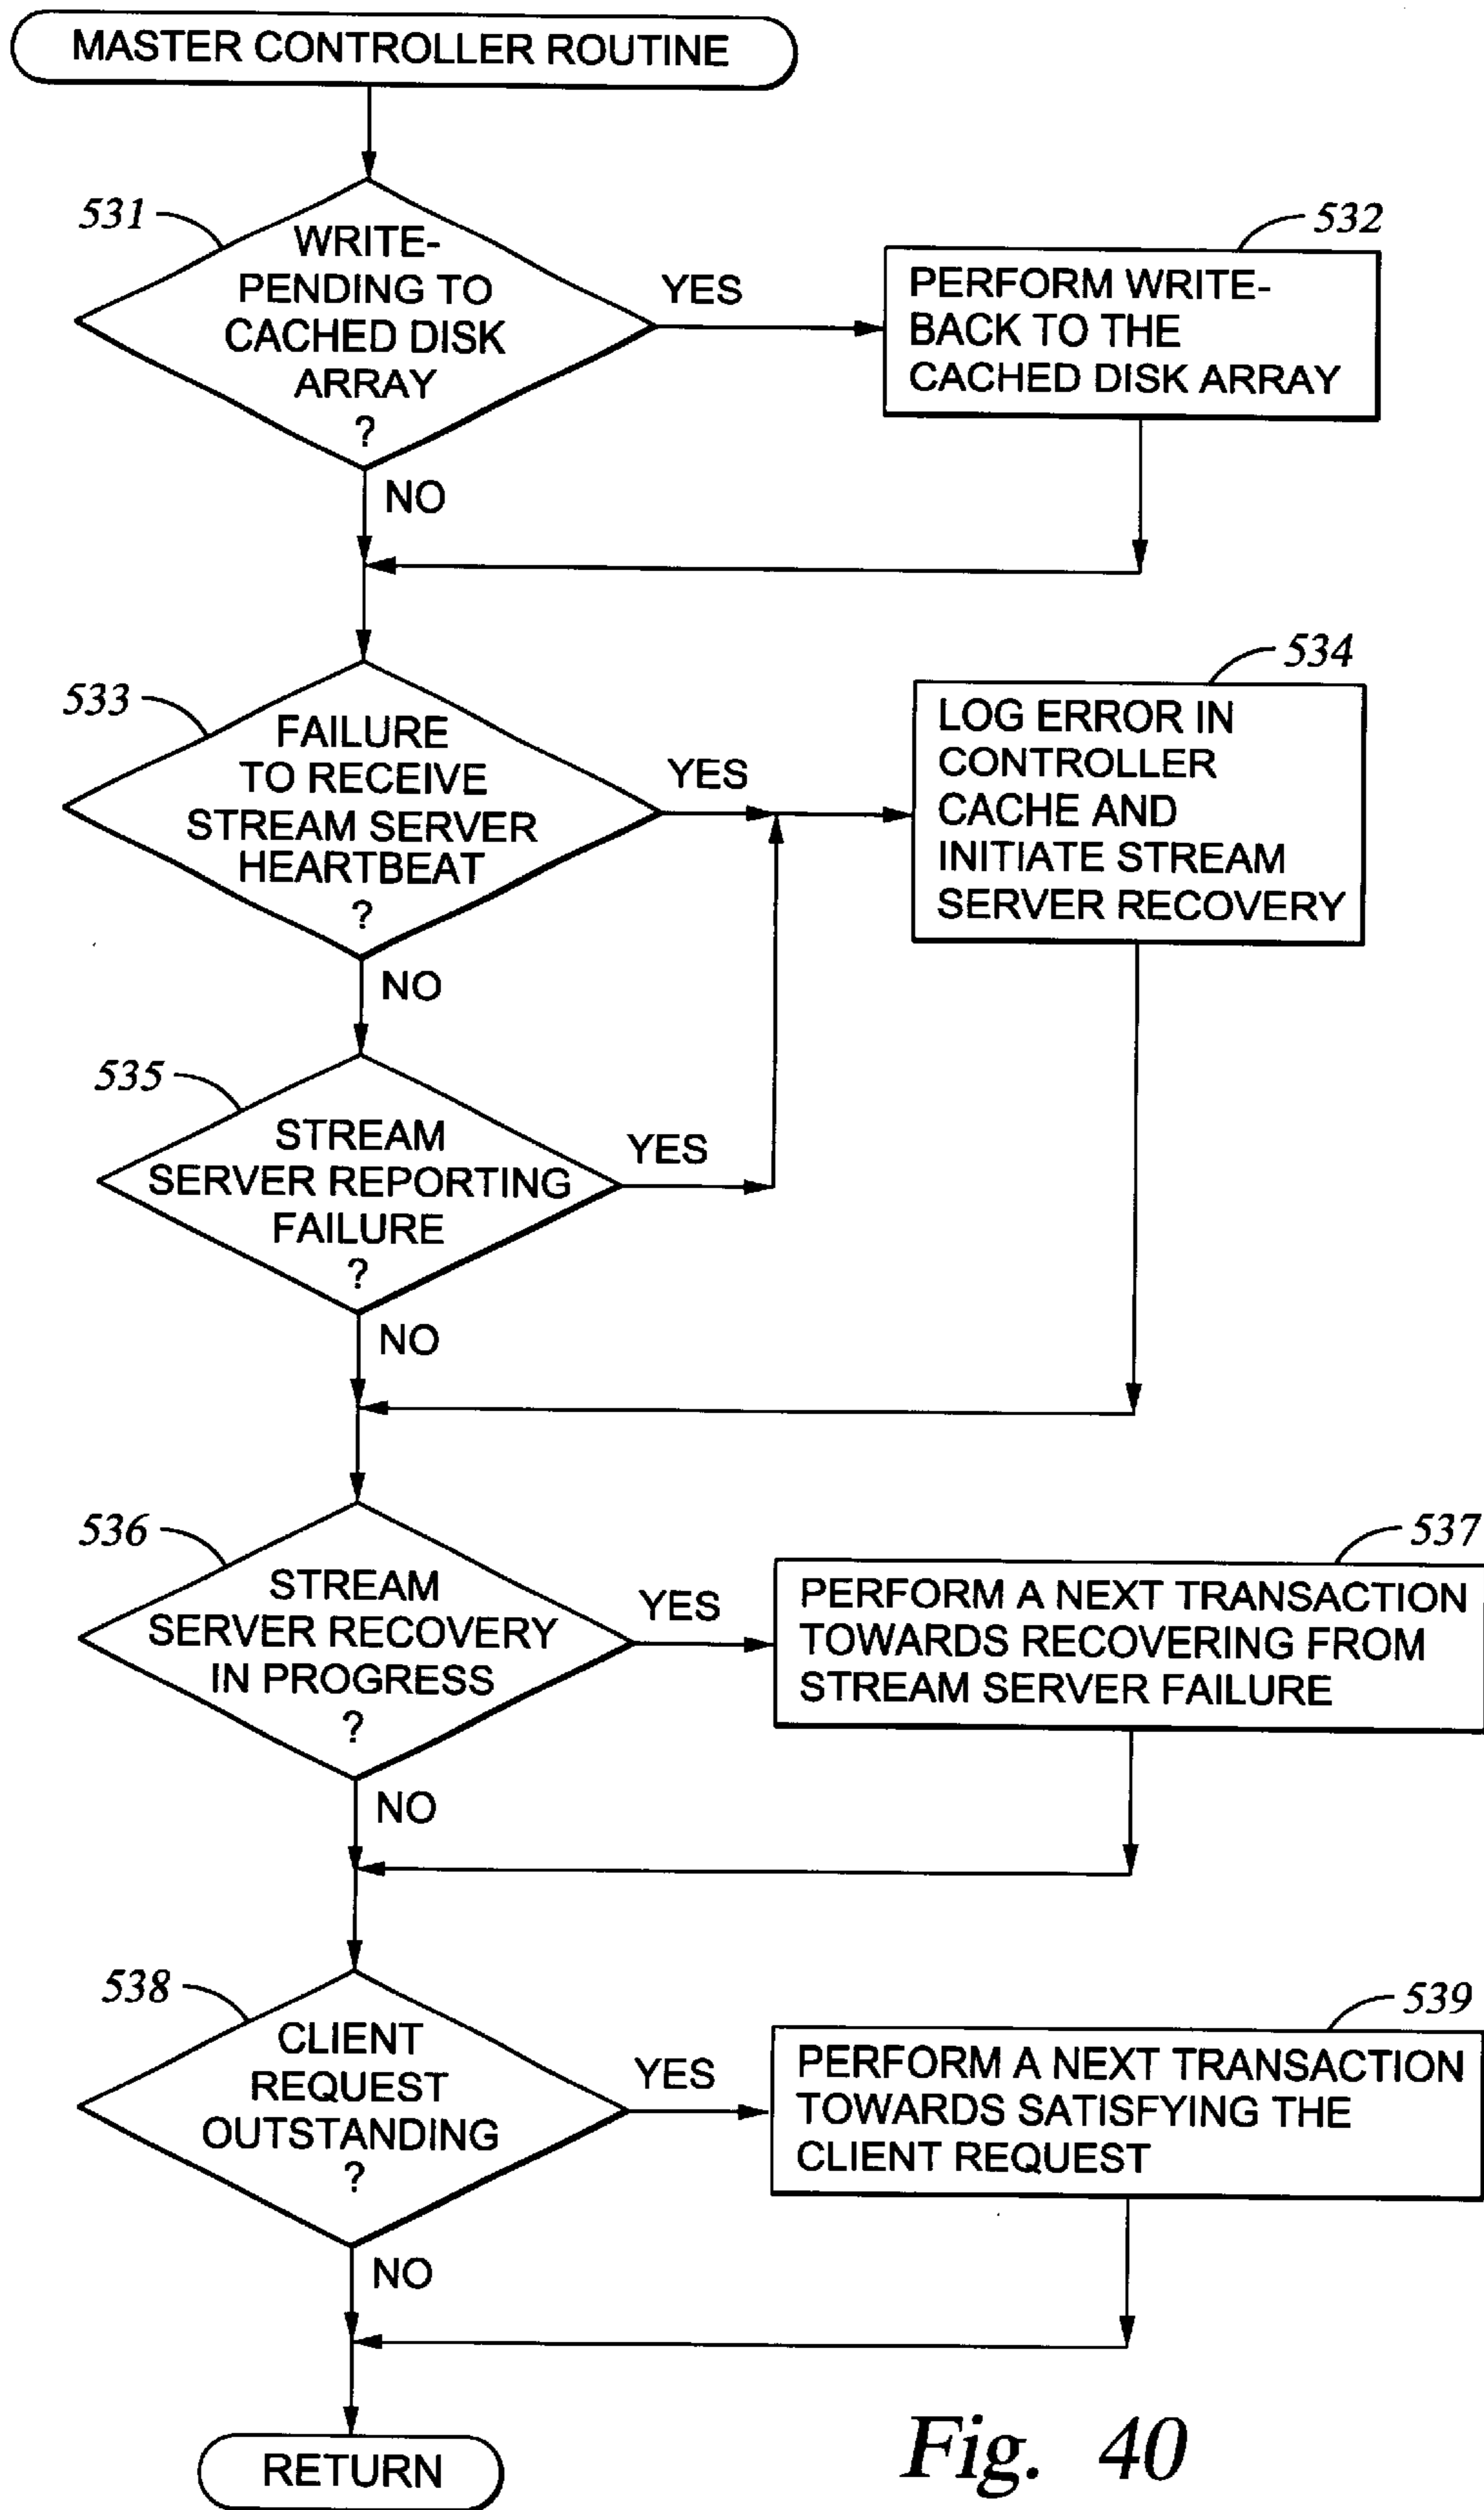 MASTER CONTROLLER ROUTINE
531
WRITE-
PENDING TO
CACHED DISK
ARRAY
?
YES
NO
532
PERFORM WRITE-
BACK TO THE
CACHED DISK ARRAY
533
FAILURE
TO RECEIVE
STREAM SERVER
HEARTBEAT
?
YES
NO
534
LOG ERROR IN
CONTROLLER
CACHE AND
INITIATE STREAM
SERVER RECOVERY
535
STREAM
SERVER REPORTING
FAILURE
?
YES
NO
536
STREAM
SERVER RECOVERY
IN PROGRESS
?
YES
NO
537
PERFORM A NEXT TRANSACTION
TOWARDS RECOVERING FROM
STREAM SERVER FAILURE
538
CLIENT
REQUEST
OUTSTANDING
?
YES
NO
539
PERFORM A NEXT TRANSACTION
TOWARDS SATISFYING THE
CLIENT REQUEST
RETURN
Fig. 40